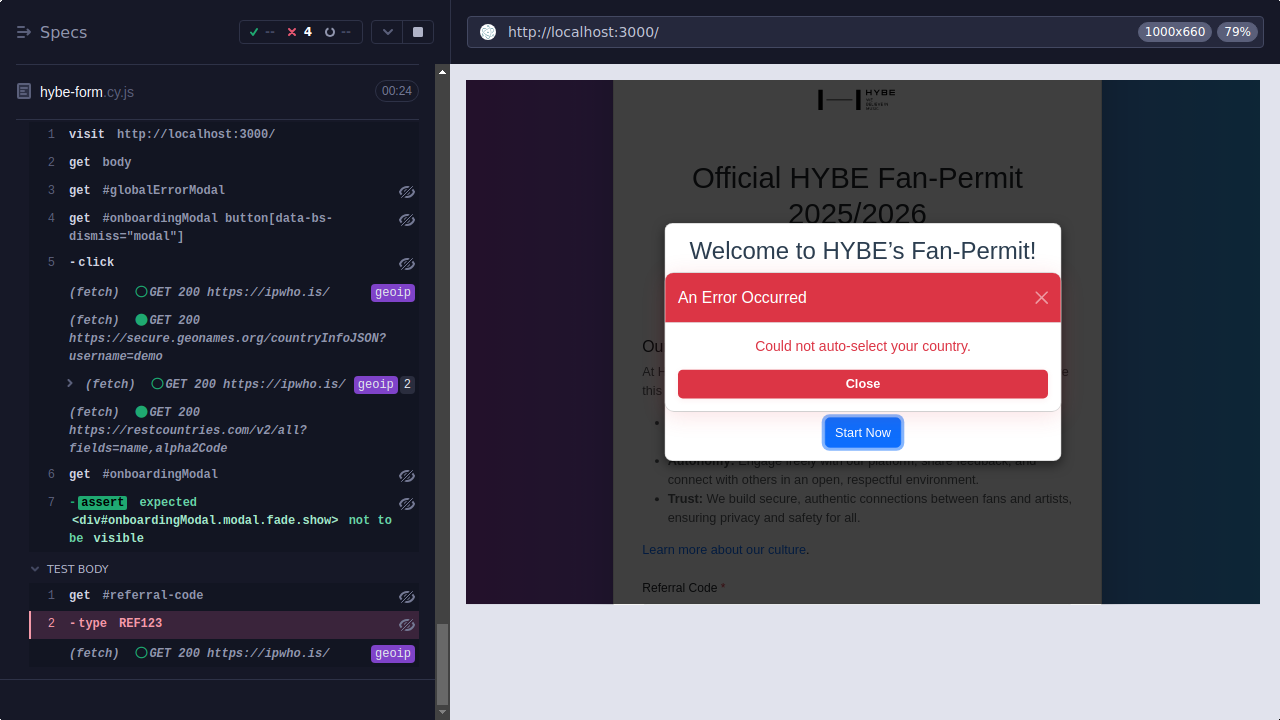 Specs
-- 4 --
http://localhost:3000/
1000x660 79%
hybe-form.cy.js 00:24
1 visit http://localhost:3000/
2 get body
3 get #globalErrorModal
4 get #onboardingModal button[data-bs-
dismiss="modal"]
5 -click
(fetch) GET 200 https://ipwho.is/ geoip
(fetch) GET 200
https://secure.geonames.org/countryInfoJSON?
username=demo
(fetch) GET 200 https://ipwho.is/ geoip 2
(fetch) GET 200
https://restcountries.com/v2/all?
fields=name,alpha2Code
6 get #onboardingModal
7 -assert expected
<div#onboardingModal.modal.fade.show> not to
be visible
TEST BODY
1 get #referral-code
2 -type REF123
(fetch) GET 200 https://ipwho.is/ geoip
HYBE
Official HYBE Fan-Permit
2025/2026
Welcome to HYBE’s Fan-Permit!
An Error Occurred
Could not auto-select your country.
Close
Start Now
Ou
At H
this
Autonomy: Engage freely with our platform, share feedback, and
connect with others in an open, respectful environment.
Trust: We build secure, authentic connections between fans and artists,
ensuring privacy and safety for all.
Learn more about our culture.
Referral Code *